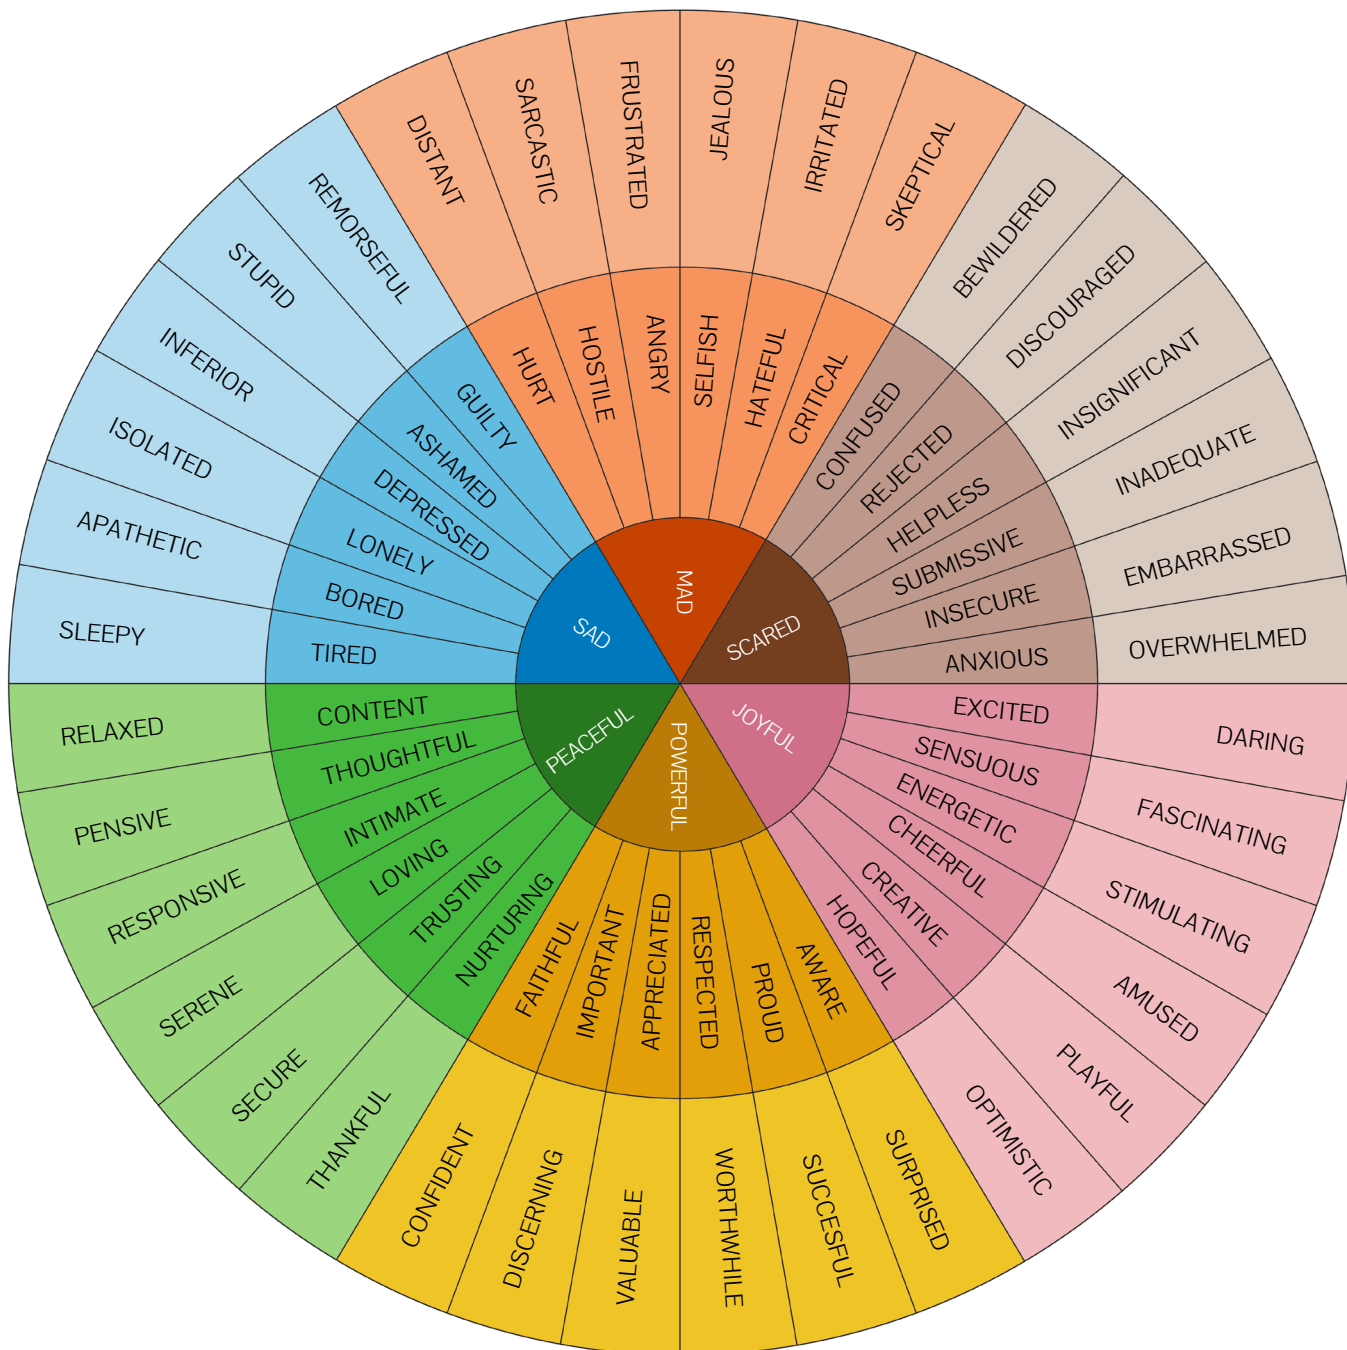 MAD
SCARED
JOYFUL
POWERFUL
PEACEFUL
SAD
HURT
HOSTILE
ANGRY
SELFISH
HATEFUL
CRITICAL
CONFUSED
REJECTED
HELPLESS
SUBMISSIVE
INSECURE
ANXIOUS
EXCITED
SENSUOUS
ENERGETIC
CHEERFUL
CREATIVE
HOPEFUL
AWARE
PROUD
RESPECTED
APPRECIATED
IMPORTANT
FAITHFUL
NURTURING
TRUSTING
LOVING
INTIMATE
THOUGHTFUL
CONTENT
TIRED
BORED
LONELY
DEPRESSED
ASHAMED
GUILTY
DISTANT
SARCASTIC
FRUSTRATED
JEALOUS
IRRITATED
SKEPTICAL
BEWILDERED
DISCOURAGED
INSIGNIFICANT
INADEQUATE
EMBARRASSED
OVERWHELMED
DARING
FASCINATING
STIMULATING
AMUSED
PLAYFUL
OPTIMISTIC
SURPRISED
SUCCESFUL
WORTHWHILE
VALUABLE
DISCERNING
CONFIDENT
THANKFUL
SECURE
SERENE
RESPONSIVE
PENSIVE
RELAXED
SLEEPY
APATHETIC
ISOLATED
INFERIOR
STUPID
REMORSEFUL